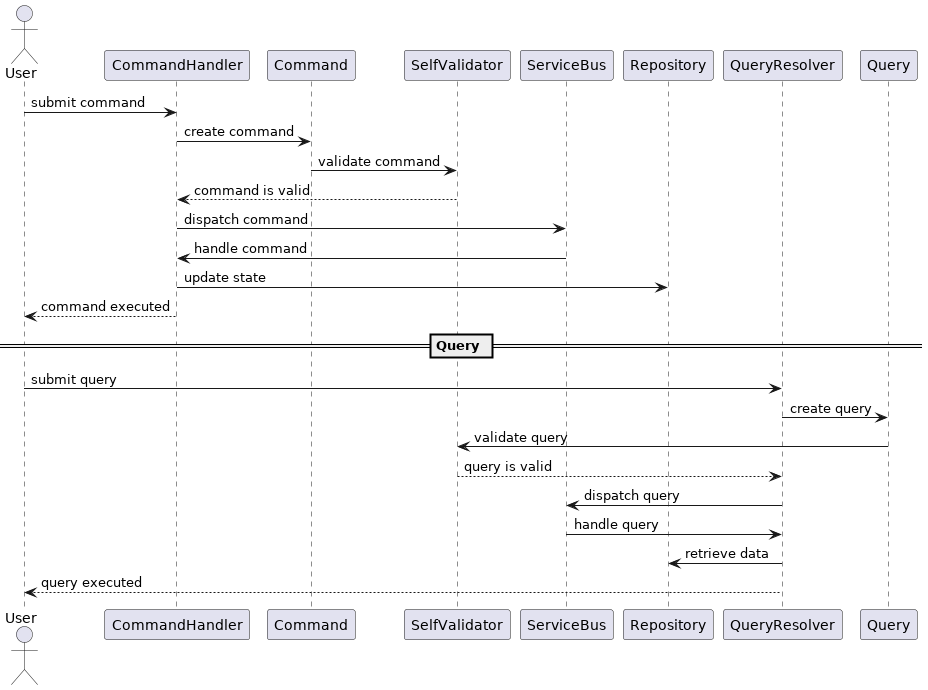 User
CommandHandler
Command
SelfValidator
ServiceBus
Repository
QueryResolver
Query
submit command
create command
validate command
command is valid
dispatch command
handle command
update state
command executed
Query
submit query
create query
validate query
query is valid
dispatch query
handle query
retrieve data
query executed
User
CommandHandler
Command
SelfValidator
ServiceBus
Repository
QueryResolver
Query